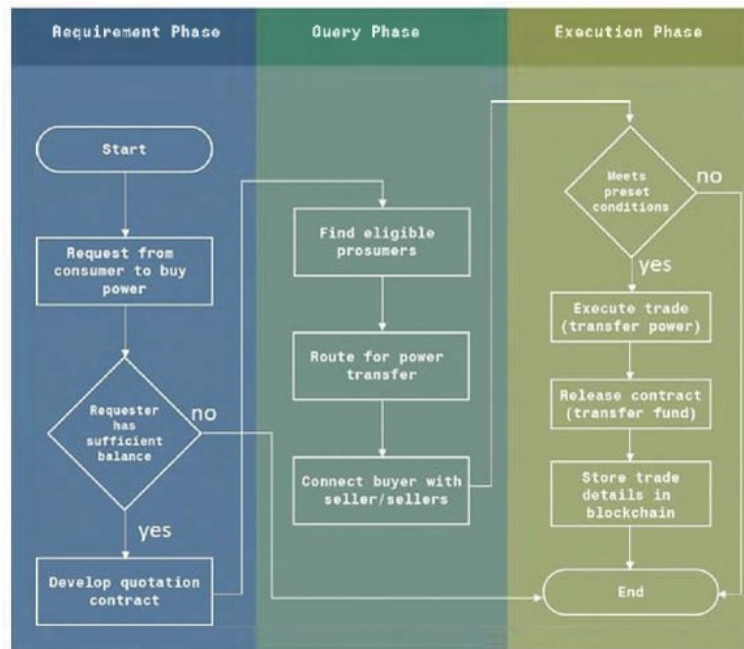 Requirement Phase
Query Phase
Execution Phase
Start
Request from
consumer to buy
power
Requester
has
sufficient
balance
no
yes
Develop quotation
contract
Find eligible
prosumers
Route for power
transfer
Connect buyer with
seller/sellers
Meets
preset
conditions
no
yes
Execute trade
(transfer power)
Release contract
(transfer fund)
Store trade
details in
blockchain
End